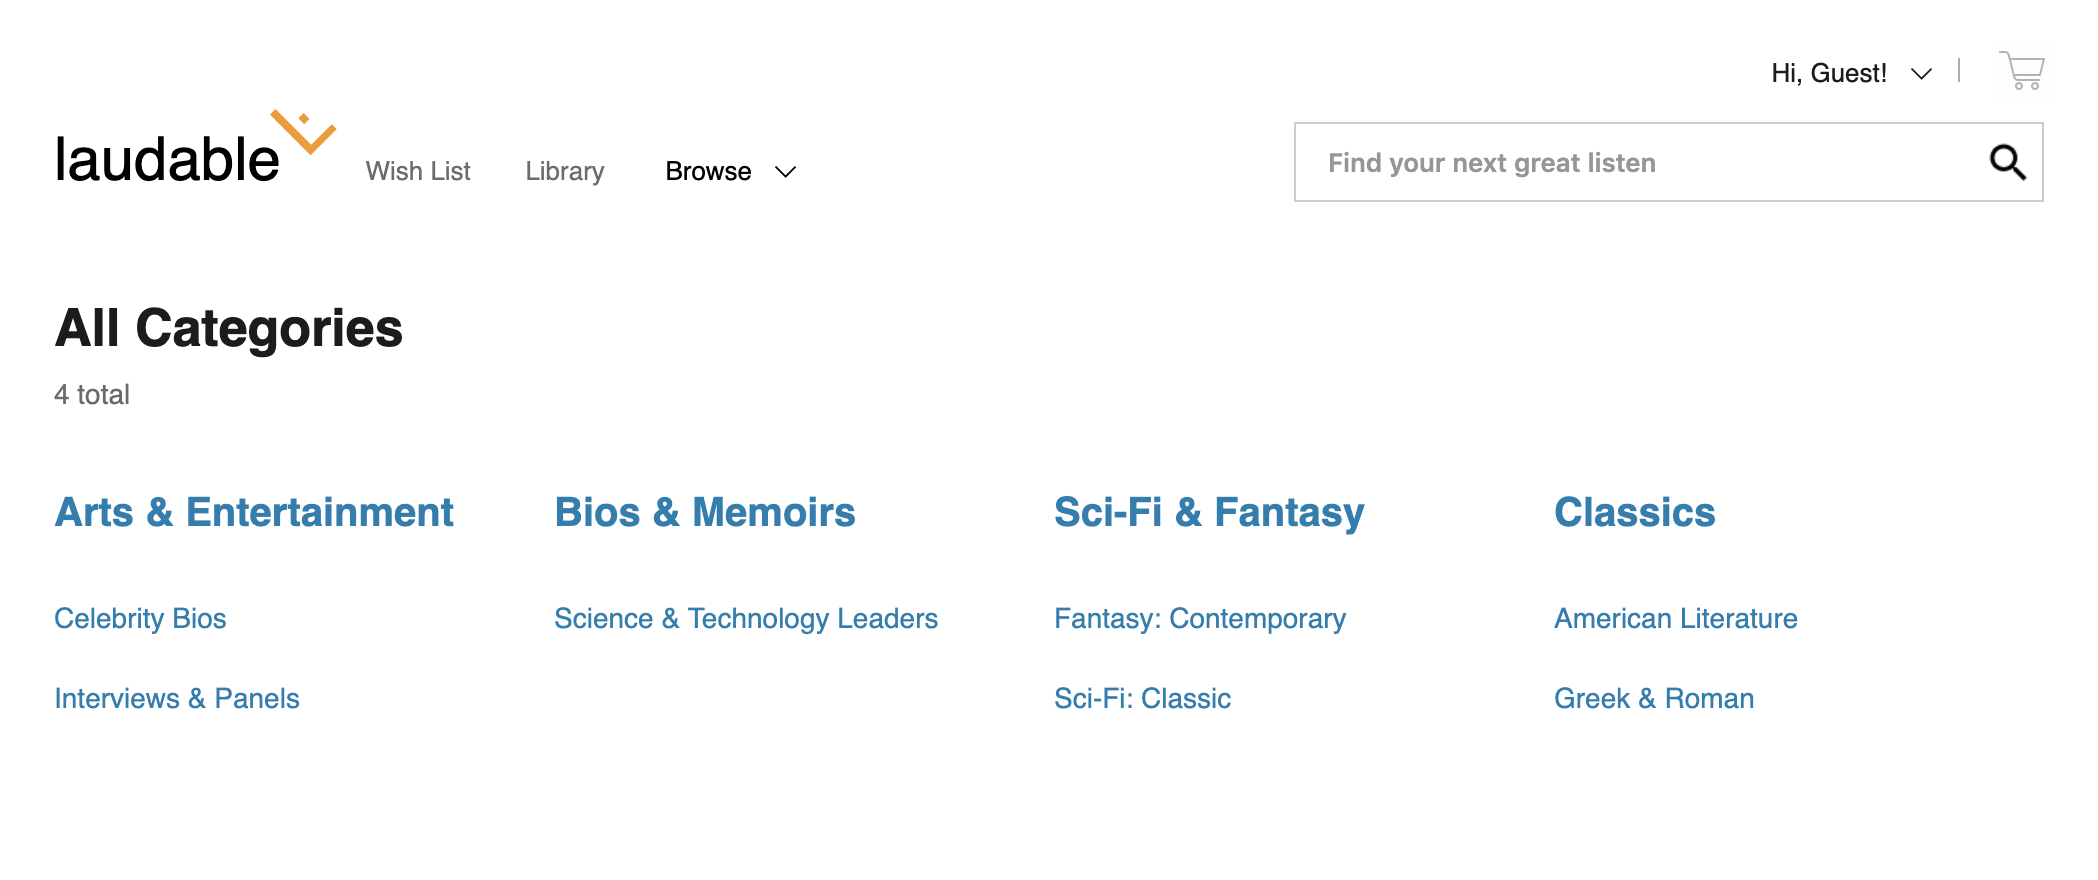 Hi, Guest!
laudable
Wish List
Library
Browse
Find your next great listen
All Categories
4 total
Arts & Entertainment
Celebrity Bios
Interviews & Panels
Bios & Memoirs
Science & Technology Leaders
Sci-Fi & Fantasy
Fantasy: Contemporary
Sci-Fi: Classic
Classics
American Literature
Greek & Roman